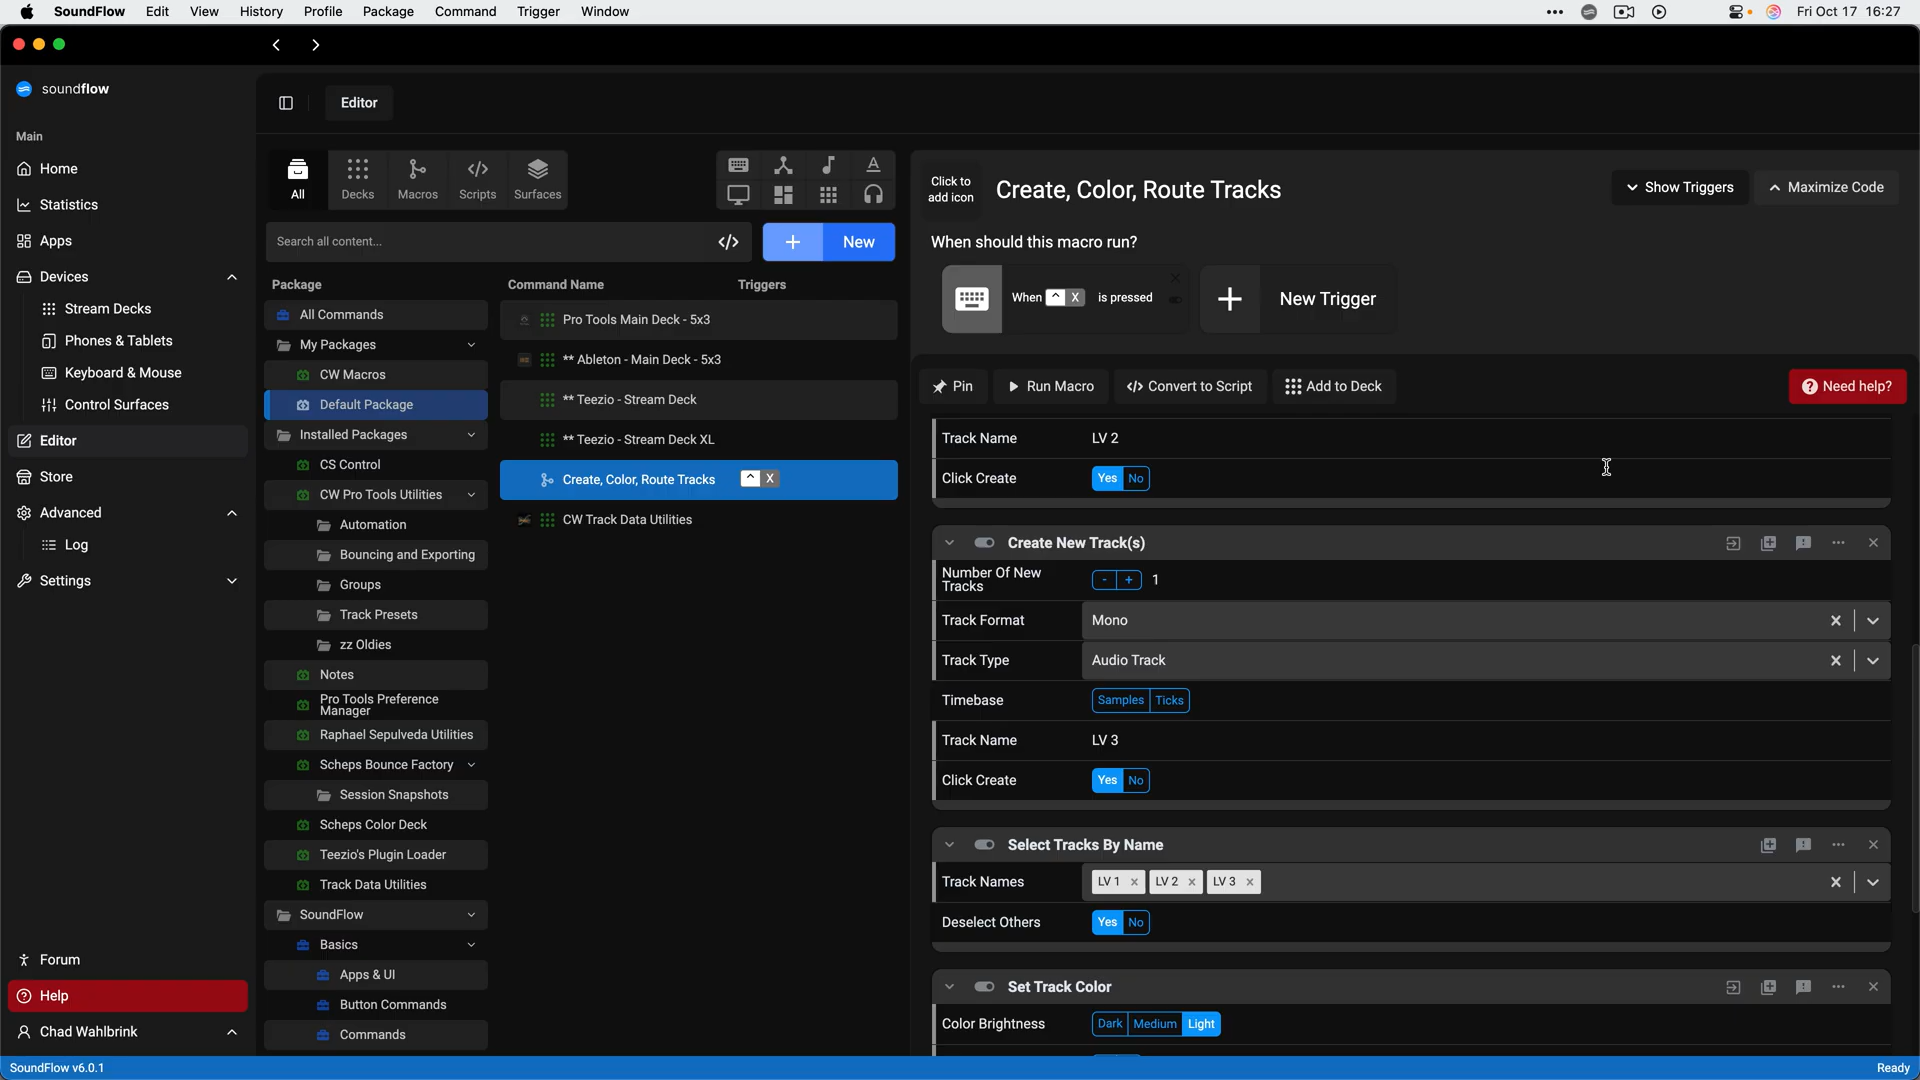 SoundFlow Edit View History Profile Package Command Trigger Window
Fri Oct 17 16:27
soundflow
Main
Home
Statistics
Apps
Devices
Stream Decks
Phones & Tablets
Keyboard & Mouse
Control Surfaces
Editor
Store
Advanced
Log
Settings
Forum
Help
Chad Wahlbrink
SoundFlow v6.0.1
Ready
Editor
All
Decks
Macros
Scripts
Surfaces
Search all content...
+ New
Package
All Commands
My Packages
CW Macros
Default Package
Installed Packages
CS Control
CW Pro Tools Utilities
Automation
Bouncing and Exporting
Groups
Track Presets
zz Oldies
Notes
Pro Tools Preference
Manager
Raphael Sepulveda Utilities
Scheps Bounce Factory
Session Snapshots
Scheps Color Deck
Teezio's Plugin Loader
Track Data Utilities
SoundFlow
Basics
Apps & UI
Button Commands
Commands
Command Name Triggers
Pro Tools Main Deck - 5x3
** Ableton - Main Deck - 5x3
** Teezio - Stream Deck
** Teezio - Stream Deck XL
Create, Color, Route Tracks ^ X
CW Track Data Utilities
Click to
add icon
Create, Color, Route Tracks
Show Triggers
Maximize Code
When should this macro run?
When ^ X is pressed
+ New Trigger
Pin
Run Macro
</> Convert to Script
Add to Deck
Need help?
Track Name LV 2
Click Create Yes No
Create New Track(s)
Number Of New
Tracks
- + 1
Track Format Mono
Track Type Audio Track
Timebase Samples Ticks
Track Name LV 3
Click Create Yes No
Select Tracks By Name
Track Names LV 1 × LV 2 × LV 3 ×
Deselect Others Yes No
Set Track Color
Color Brightness Dark Medium Light